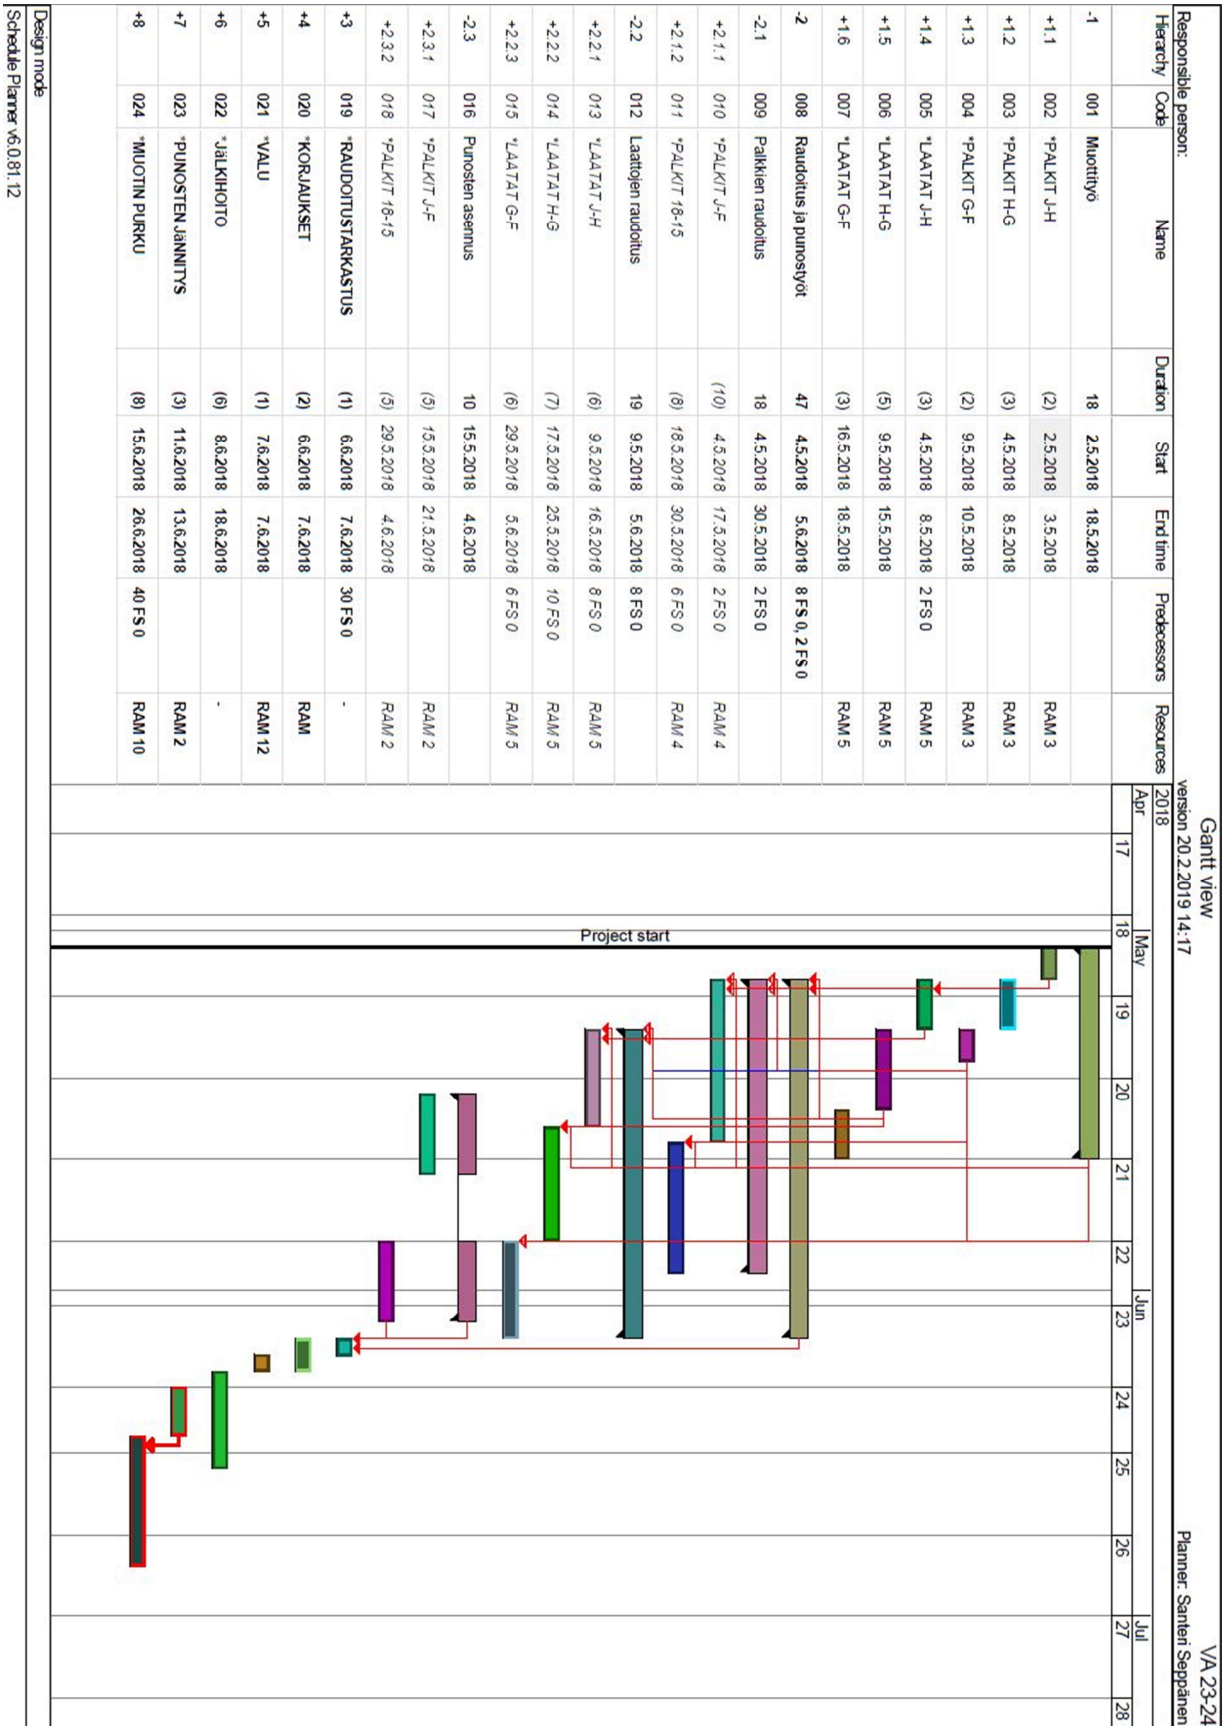 Gantt view
VA 23-24
Responsible person:
version 20.2.2019 14:17
Planner: Santeri Seppänen
Hierarchy Code Name Duration Start End time Predecessors Resources
2018
Apr May Jun Jul
17 18 19 20 21 22 23 24 25 26 27 28
-1 001 Muottityö 18 2.5.2018 18.5.2018
+1.1 002 *PALKIT J-H (2) 2.5.2018 3.5.2018 RAM 3
+1.2 003 *PALKIT H-G (3) 4.5.2018 8.5.2018 RAM 3
+1.3 004 *PALKIT G-F (2) 9.5.2018 10.5.2018 RAM 3
+1.4 005 *LAATAT J-H (3) 4.5.2018 8.5.2018 2 FS 0 RAM 5
+1.5 006 *LAATAT H-G (5) 9.5.2018 15.5.2018 RAM 5
+1.6 007 *LAATAT G-F (3) 16.5.2018 18.5.2018 RAM 5
-2 008 Raudoitus ja punostyöt 47 4.5.2018 5.6.2018 8 FS 0, 2 FS 0
-2.1 009 Palkkien raudoitus 18 4.5.2018 30.5.2018 2 FS 0
+2.1.1 010 *PALKIT J-F (10) 4.5.2018 17.5.2018 2 FS 0 RAM 4
+2.1.2 011 *PALKIT 18-15 (8) 18.5.2018 30.5.2018 6 FS 0 RAM 4
-2.2 012 Laattojen raudoitus 19 9.5.2018 5.6.2018 8 FS 0
+2.2.1 013 *LAATAT J-H (6) 9.5.2018 16.5.2018 8 FS 0 RAM 5
+2.2.2 014 *LAATAT H-G (7) 17.5.2018 25.5.2018 10 FS 0 RAM 5
+2.2.3 015 *LAATAT G-F (6) 29.5.2018 5.6.2018 6 FS 0 RAM 5
-2.3 016 Punosten asennus 10 15.5.2018 4.6.2018
+2.3.1 017 *PALKIT J-F (5) 15.5.2018 21.5.2018 RAM 2
+2.3.2 018 *PALKIT 18-15 (5) 29.5.2018 4.6.2018 RAM 2
+3 019 *RAUDOITUSTARKASTUS (1) 6.6.2018 7.6.2018 30 FS 0 -
+4 020 *KORJAUKSET (2) 6.6.2018 7.6.2018 RAM
+5 021 *VALU (1) 7.6.2018 7.6.2018 RAM 12
+6 022 *JäLKIHOITO (6) 8.6.2018 18.6.2018 -
+7 023 *PUNOSTEN JäNNITYS (3) 11.6.2018 13.6.2018 RAM 2
+8 024 *MUOTIN PURKU (8) 15.6.2018 26.6.2018 40 FS 0 RAM 10
Project start
Design mode
Schedule Planner v6.0.81.12